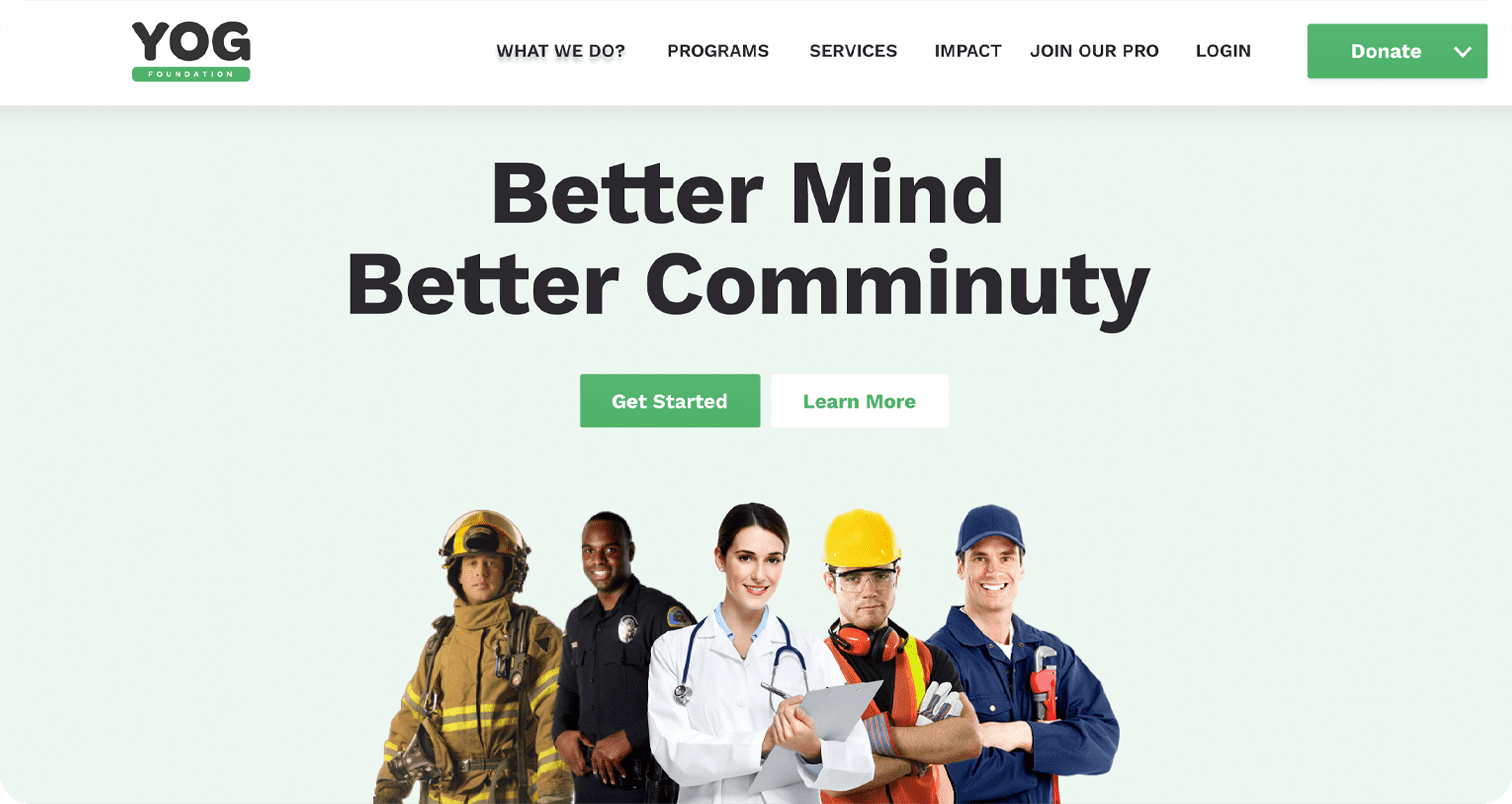 YOG
FOUNDATION
WHAT WE DO? PROGRAMS SERVICES IMPACT JOIN OUR PRO LOGIN Donate
Better Mind
Better Comminuty
Get Started Learn More